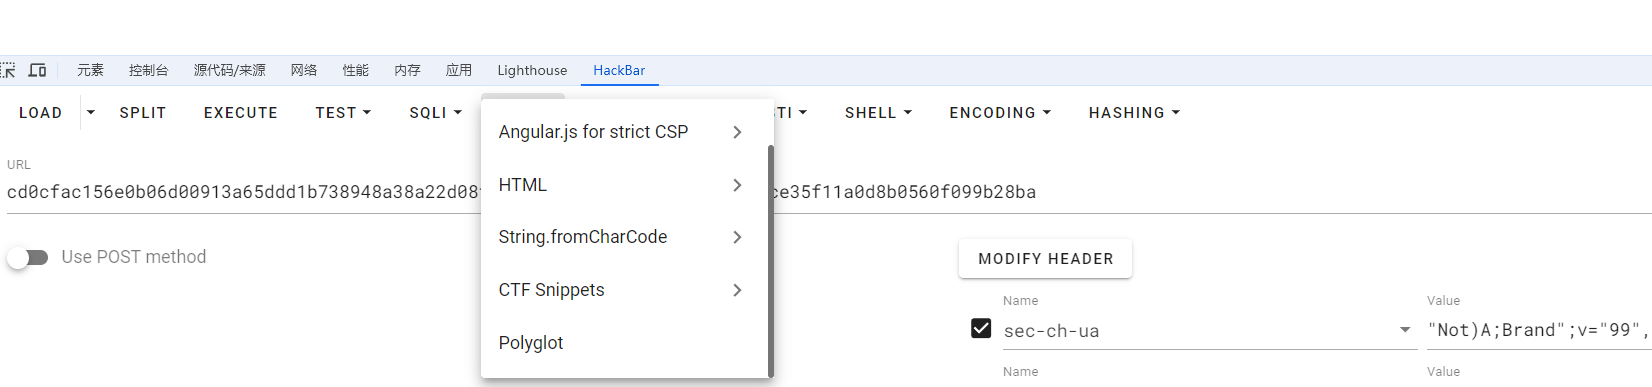 元素 控制台 源代码/来源 网络 性能 内存 应用 Lighthouse HackBar
LOAD SPLIT EXECUTE TEST SQLI TI SHELL ENCODING HASHING
Angular.js for strict CSP
URL
HTML
cd0cfac156e0b06d00913a65ddd1b738948a38a22d08 ce35f11a0d8b0560f099b28ba
String.fromCharCode
Use POST method
MODIFY HEADER
CTF Snippets
Name Value
sec-ch-ua "Not)A;Brand";v="99",
Polyglot
Name Value